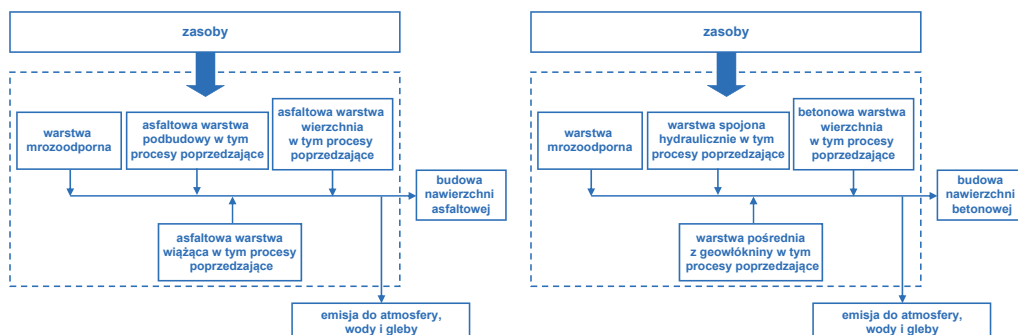 zasoby
warstwa
mrozoodporna
asfaltowa warstwa
podbudowy w tym
procesy poprzedzające
asfaltowa warstwa
wierzchnia
w tym procesy
poprzedzające
budowa
nawierzchni
asfaltowej
asfaltowa warstwa
wiążąca w tym procesy
poprzedzające
emisja do atmosfery,
wody i gleby
zasoby
warstwa
mrozoodporna
warstwa spojona
hydraulicznie w tym
procesy poprzedzające
betonowa warstwa
wierzchnia
w tym procesy
poprzedzające
budowa
nawierzchni
betonowej
warstwa pośrednia
z geowłókniny w tym
procesy poprzedzające
emisja do atmosfery,
wody i gleby